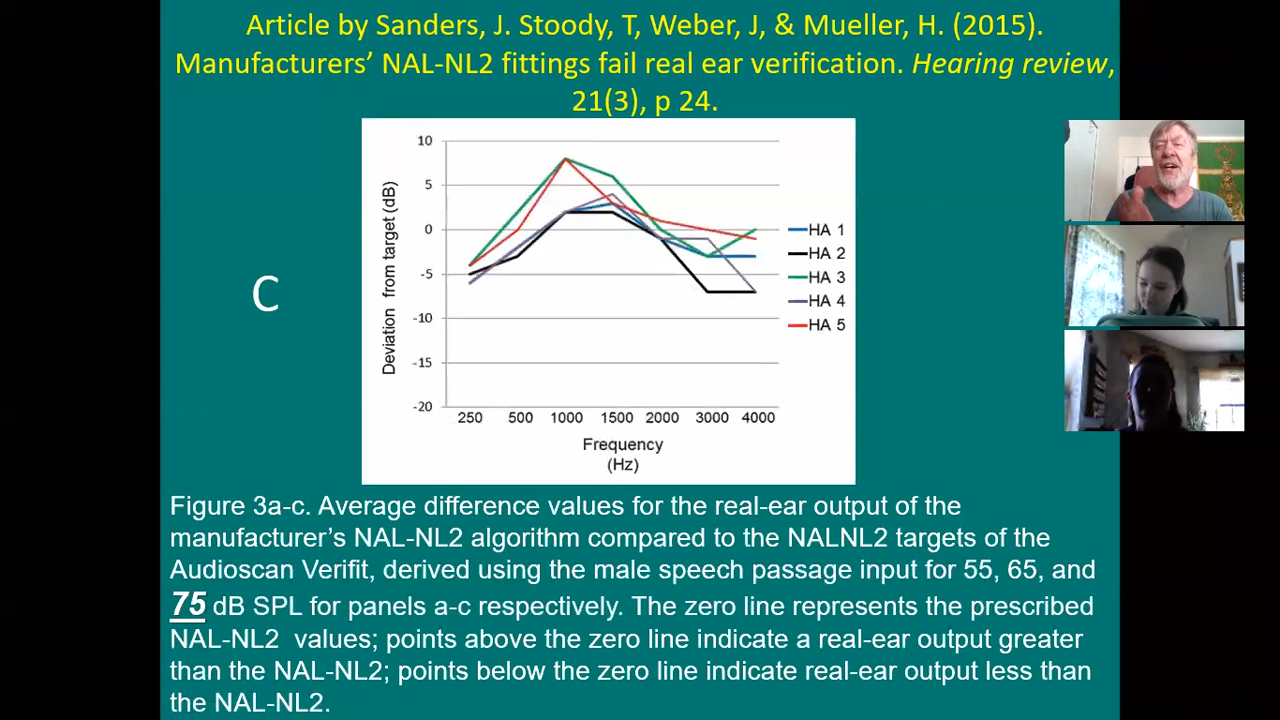 Article by Sanders, J. Stoody, T, Weber, J, & Mueller, H. (2015).
Manufacturers’ NAL-NL2 fittings fail real ear verification. Hearing review,
21(3), p 24.
C
Deviation from target (dB)
10
5
0
-5
-10
-15
-20
250 500 1000 1500 2000 3000 4000
Frequency
(Hz)
HA 1
HA 2
HA 3
HA 4
HA 5
Figure 3a-c. Average difference values for the real-ear output of the
manufacturer’s NAL-NL2 algorithm compared to the NALNL2 targets of the
Audioscan Verifit, derived using the male speech passage input for 55, 65, and
75 dB SPL for panels a-c respectively. The zero line represents the prescribed
NAL-NL2 values; points above the zero line indicate a real-ear output greater
than the NAL-NL2; points below the zero line indicate real-ear output less than
the NAL-NL2.